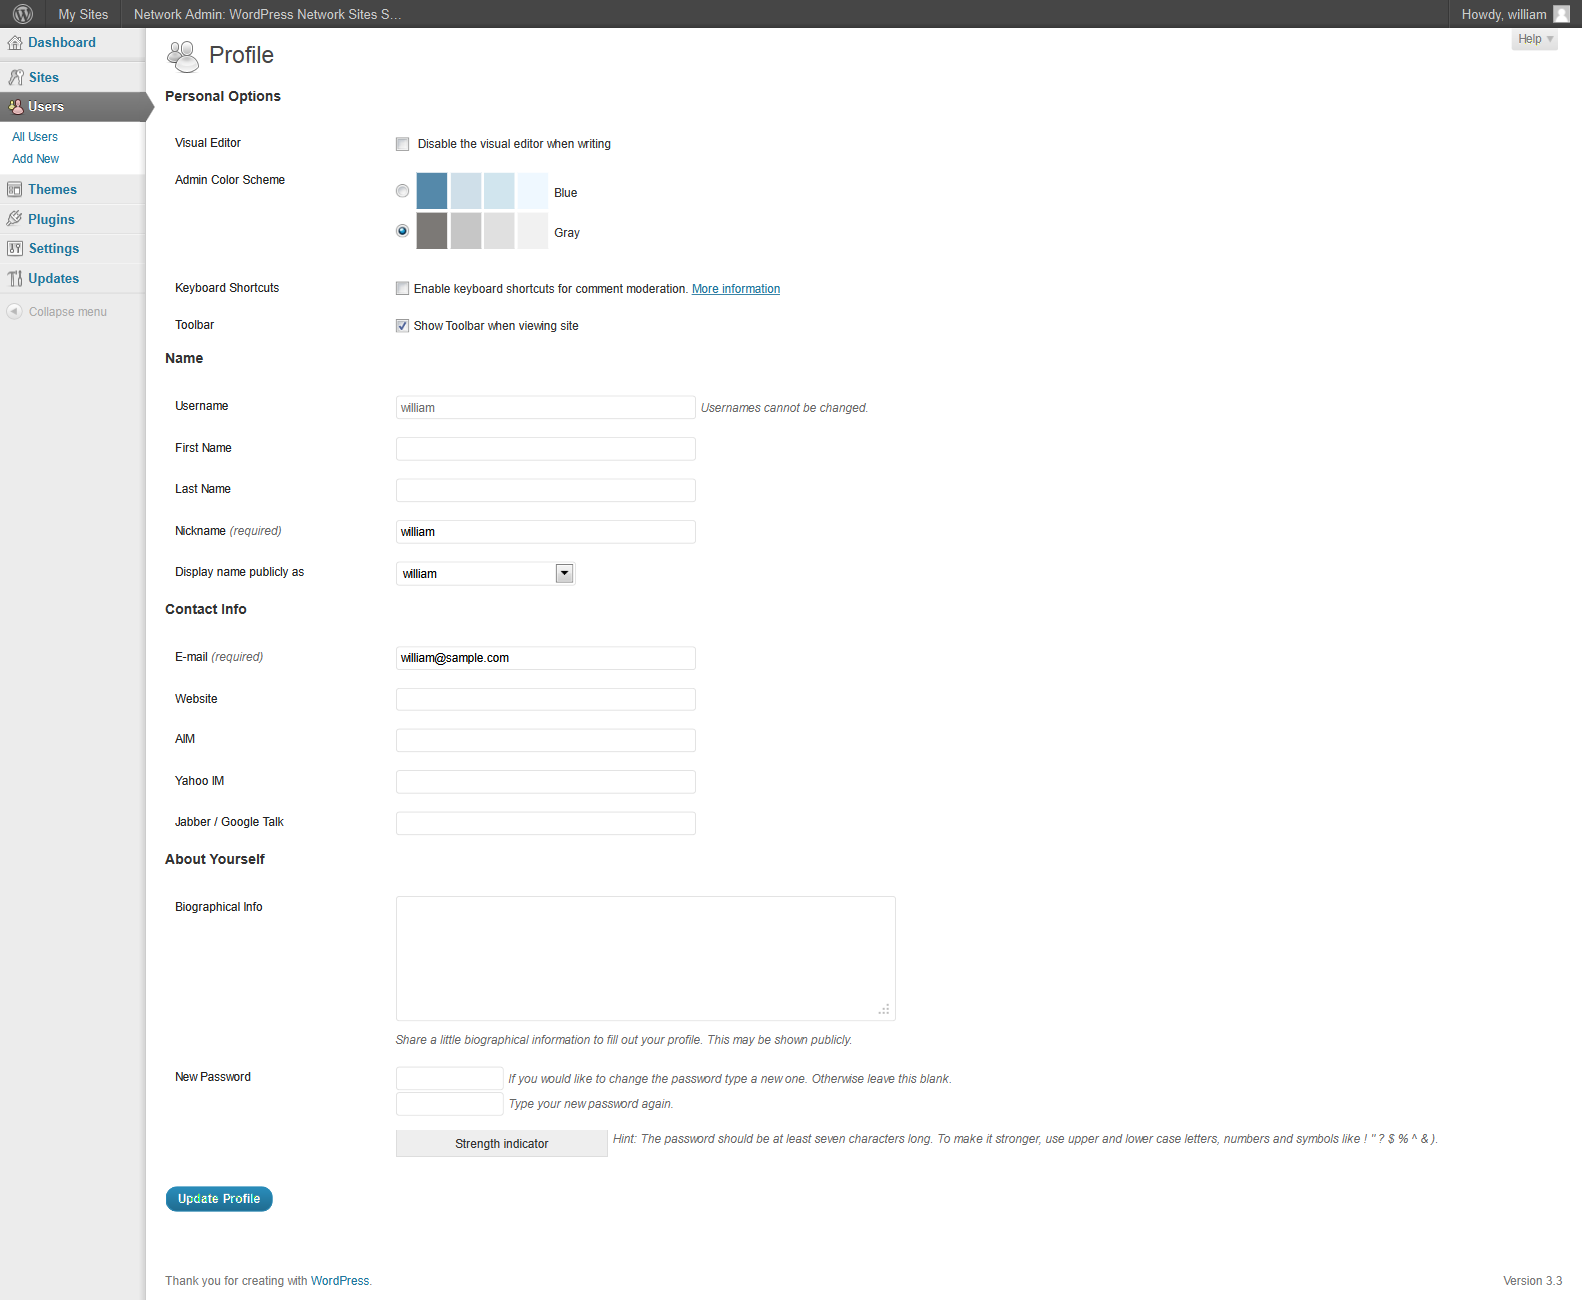 My Sites
Network Admin: WordPress Network Sites S...
Howdy, william
Help
Dashboard
Sites
Users
All Users
Add New
Themes
Plugins
Settings
Updates
Collapse menu
Profile
Personal Options
Visual Editor
Disable the visual editor when writing
Admin Color Scheme
Blue
Gray
Keyboard Shortcuts
Enable keyboard shortcuts for comment moderation. More information
Toolbar
Show Toolbar when viewing site
Name
Username
william
Usernames cannot be changed.
First Name
Last Name
Nickname (required)
william
Display name publicly as
william
Contact Info
E-mail (required)
william@sample.com
Website
AIM
Yahoo IM
Jabber / Google Talk
About Yourself
Biographical Info
Share a little biographical information to fill out your profile. This may be shown publicly.
New Password
If you would like to change the password type a new one. Otherwise leave this blank.
Type your new password again.
Strength indicator
Hint: The password should be at least seven characters long. To make it stronger, use upper and lower case letters, numbers and symbols like ! " ? $ % ^ & ).
Update Profile
Thank you for creating with WordPress.
Version 3.3